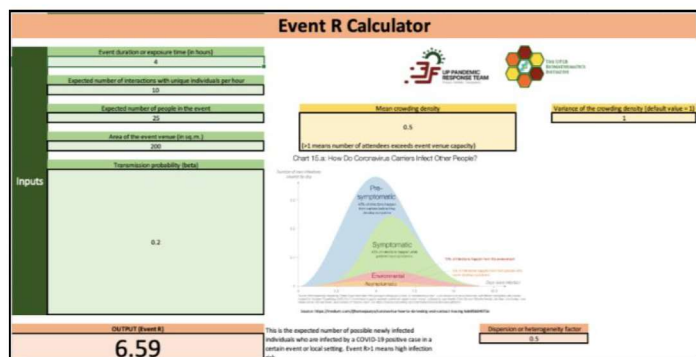 Event R Calculator
Event duration or exposure time (in hours)
4
Expected number of interactions with unique individuals per hour
10
Expected number of people in the event
25
Area of the event venue (in sq.m.)
200
Transmission probability (beta)
0.2
Inputs
UP PANDEMIC
RESPONSE TEAM
THE UPLB
BIOMATHEMATICS
INITIATIVE
Mean crowding density
0.5
(>1 means number of attendees exceeds event venue capacity)
Variance of the crowding density (default value = 1)
1
Chart 15.a: How Do Coronavirus Carriers Infect Other People?
Pre-
symptomatic
Symptomatic
Environmental
Asymptomatic
OUTPUT (Event R)
6.59
This is the expected number of possible newly infected
individuals who are infected by a COVID-19 positive case in a
certain event or local setting. Event R>1 means high infection
Dispersion or heterogeneity factor
0.5